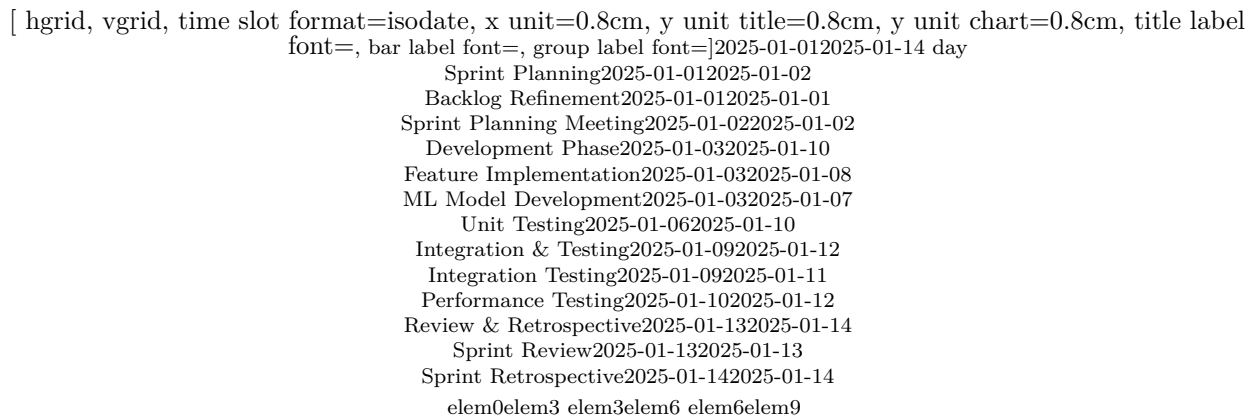 [ hgrid, vgrid, time slot format=isodate, x unit=0.8cm, y unit title=0.8cm, y unit chart=0.8cm, title label
font=, bar label font=, group label font=]2025-01-012025-01-14 day
Sprint Planning2025-01-012025-01-02
Backlog Refinement2025-01-012025-01-01
Sprint Planning Meeting2025-01-022025-01-02
Development Phase2025-01-032025-01-10
Feature Implementation2025-01-032025-01-08
ML Model Development2025-01-032025-01-07
Unit Testing2025-01-062025-01-10
Integration & Testing2025-01-092025-01-12
Integration Testing2025-01-092025-01-11
Performance Testing2025-01-102025-01-12
Review & Retrospective2025-01-132025-01-14
Sprint Review2025-01-132025-01-13
Sprint Retrospective2025-01-142025-01-14
elem0elem3 elem3elem6 elem6elem9